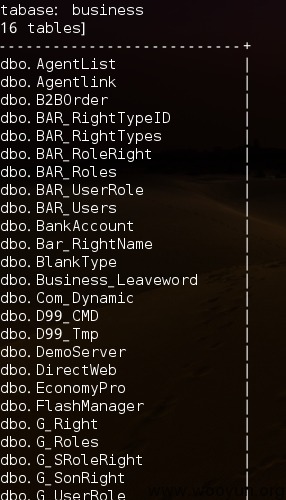 tabase: business
16 tables]
---------------------------+
dbo.AgentList |
dbo.Agentlink |
dbo.B2BOrder |
dbo.BAR_RightTypeID |
dbo.BAR_RightTypes |
dbo.BAR_RoleRight |
dbo.BAR_Roles |
dbo.BAR_UserRole |
dbo.BAR_Users |
dbo.BankAccount |
dbo.Bar_RightName |
dbo.BlankType |
dbo.Business_Leaveword |
dbo.Com_Dynamic |
dbo.D99_CMD |
dbo.D99_Tmp |
dbo.DemoServer |
dbo.DirectWeb |
dbo.EconomyPro |
dbo.FlashManager |
dbo.G_Right |
dbo.G_Roles |
dbo.G_SRoleRight |
dbo.G_SonRight |
dbo.G_UserRole |